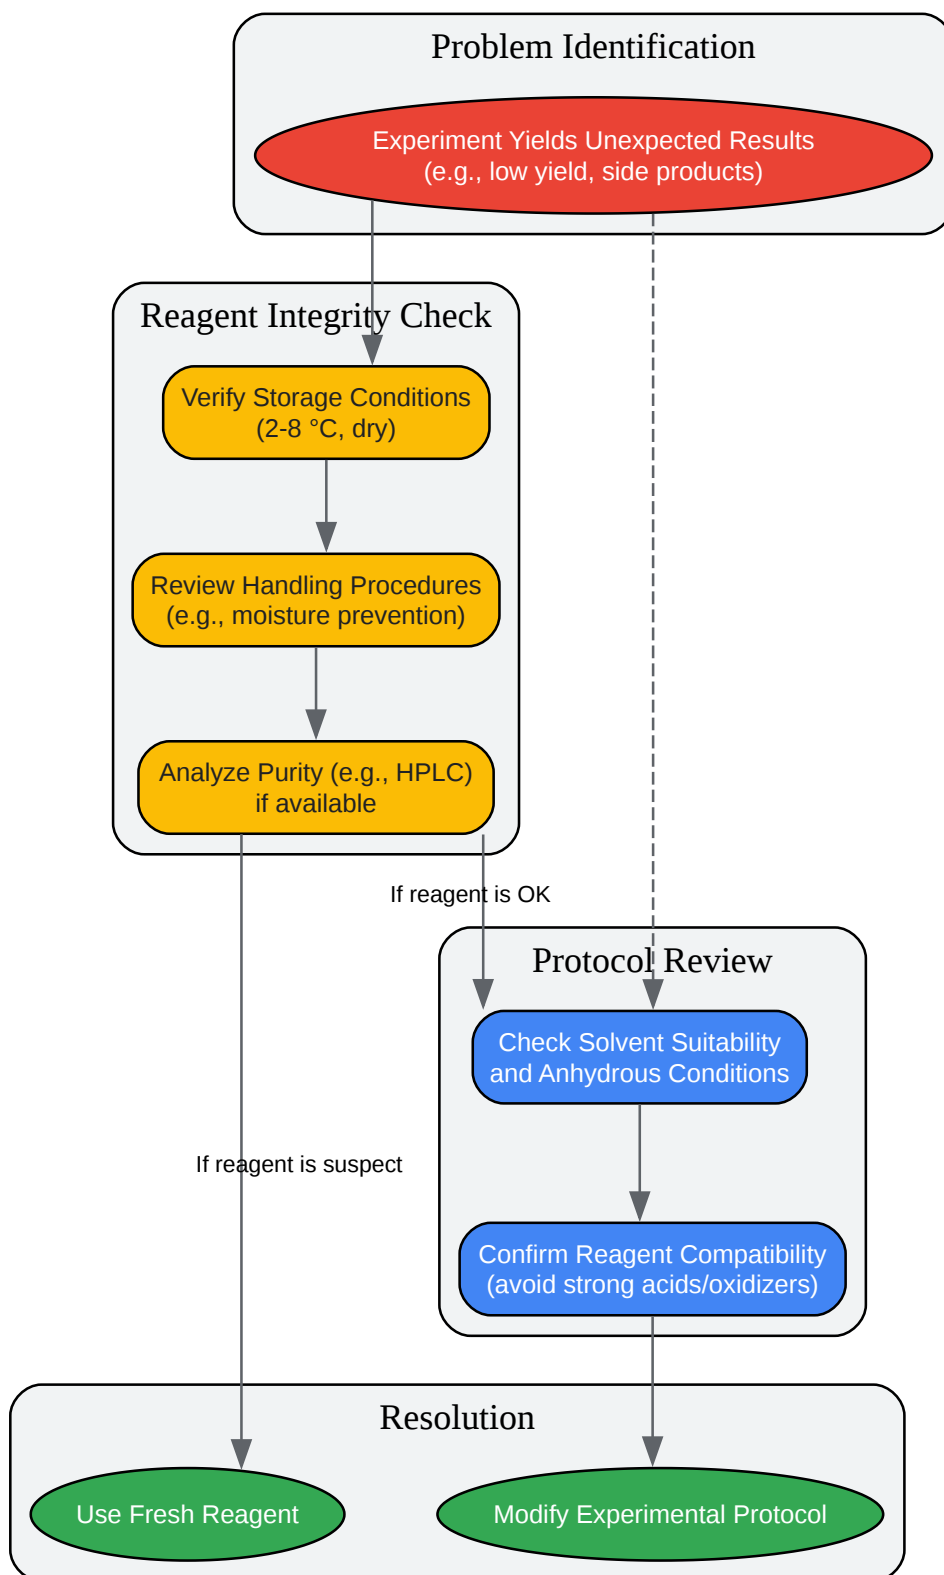 Problem Identification
Experiment Yields Unexpected Results
(e.g., low yield, side products)
Reagent Integrity Check
Verify Storage Conditions
(2-8 °C, dry)
Review Handling Procedures
(e.g., moisture prevention)
Analyze Purity (e.g., HPLC)
if available
If reagent is OK
Protocol Review
Check Solvent Suitability
and Anhydrous Conditions
If reagent is suspect
Confirm Reagent Compatibility
(avoid strong acids/oxidizers)
Resolution
Use Fresh Reagent
Modify Experimental Protocol